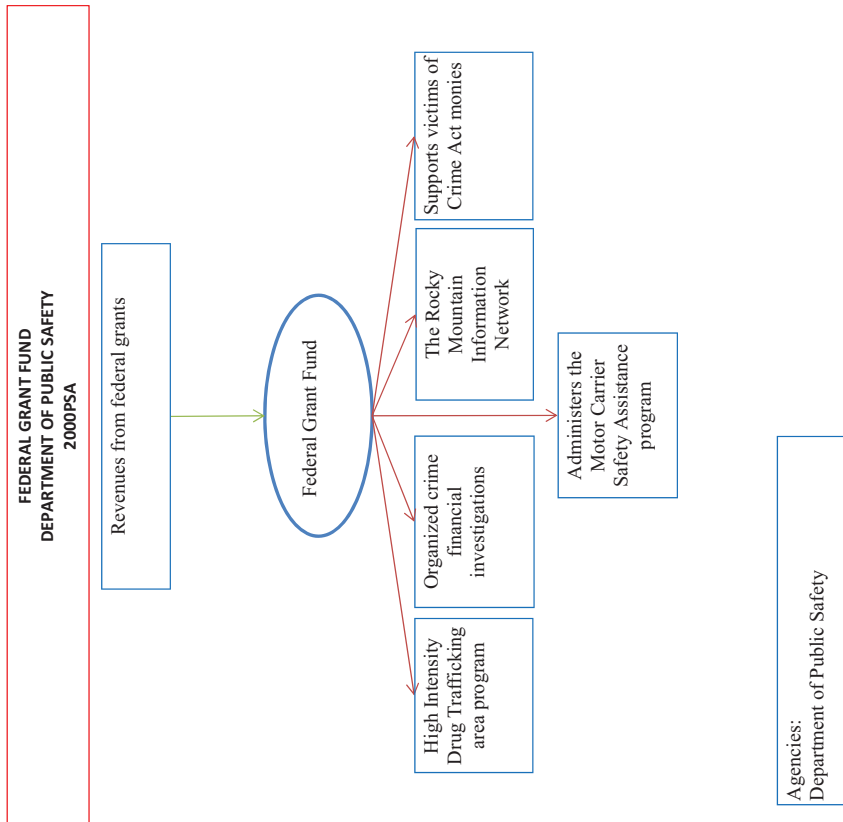 FEDERAL GRANT FUND
DEPARTMENT OF PUBLIC SAFETY
2000PSA
Revenues from federal grants
Federal Grant Fund
High Intensity
Drug Trafficking
area program
Organized crime
financial
investigations
The Rocky
Mountain
Information
Network
Supports victims of
Crime Act monies
Administers the
Motor Carrier
Safety Assistance
program
Agencies:
Department of Public Safety